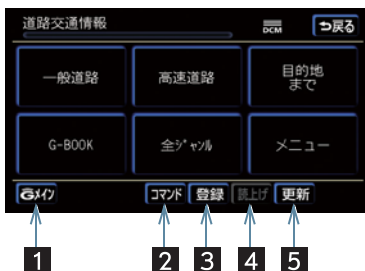 道路交通情報 DCM 戻る
一般道路 高速道路 目的地まで
G-BOOK 全ジャンル メニュー
Gメイン コマンド 登録 読上げ 更新
1 2 3 4 5